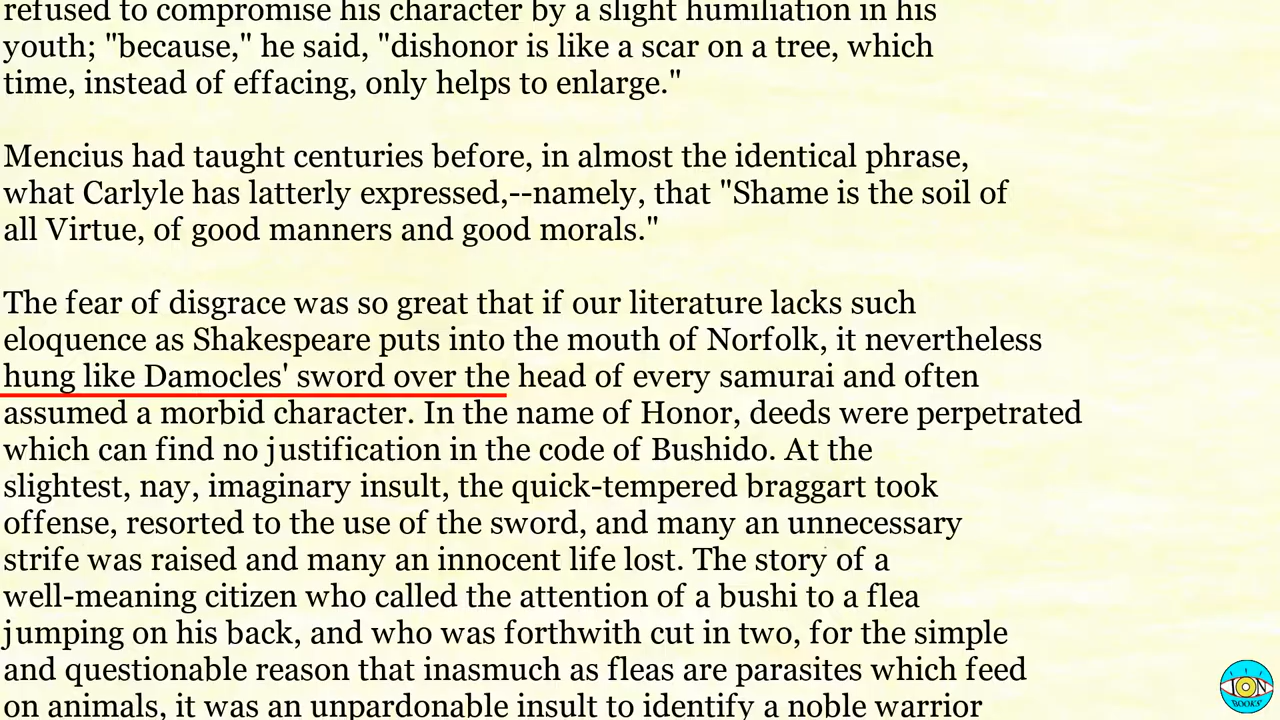 refused to compromise his character by a slight humiliation in his
youth; "because," he said, "dishonor is like a scar on a tree, which
time, instead of effacing, only helps to enlarge."
Mencius had taught centuries before, in almost the identical phrase,
what Carlyle has latterly expressed,--namely, that "Shame is the soil of
all Virtue, of good manners and good morals."
The fear of disgrace was so great that if our literature lacks such
eloquence as Shakespeare puts into the mouth of Norfolk, it nevertheless
hung like Damocles' sword over the head of every samurai and often
assumed a morbid character. In the name of Honor, deeds were perpetrated
which can find no justification in the code of Bushido. At the
slightest, nay, imaginary insult, the quick-tempered braggart took
offense, resorted to the use of the sword, and many an unnecessary
strife was raised and many an innocent life lost. The story of a
well-meaning citizen who called the attention of a bushi to a flea
jumping on his back, and who was forthwith cut in two, for the simple
and questionable reason that inasmuch as fleas are parasites which feed
on animals, it was an unpardonable insult to identify a noble warrior
ION
BOOKS